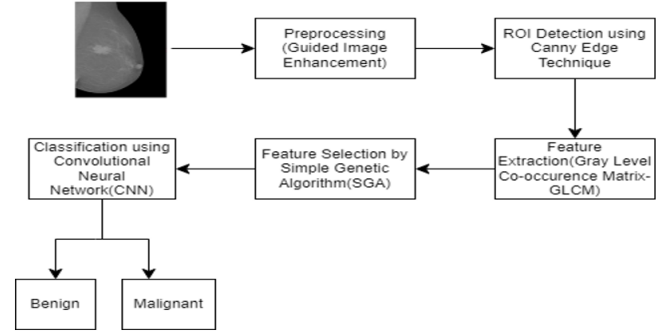 Preprocessing
(Guided Image
Enhancement)
ROI Detection using
Canny Edge
Technique
Feature
Extraction(Gray Level
Co-occurence Matrix-
GLCM)
Feature Selection by
Simple Genetic
Algorithm(SGA)
Classification using
Convolutional
Neural
Network(CNN)
Benign
Malignant